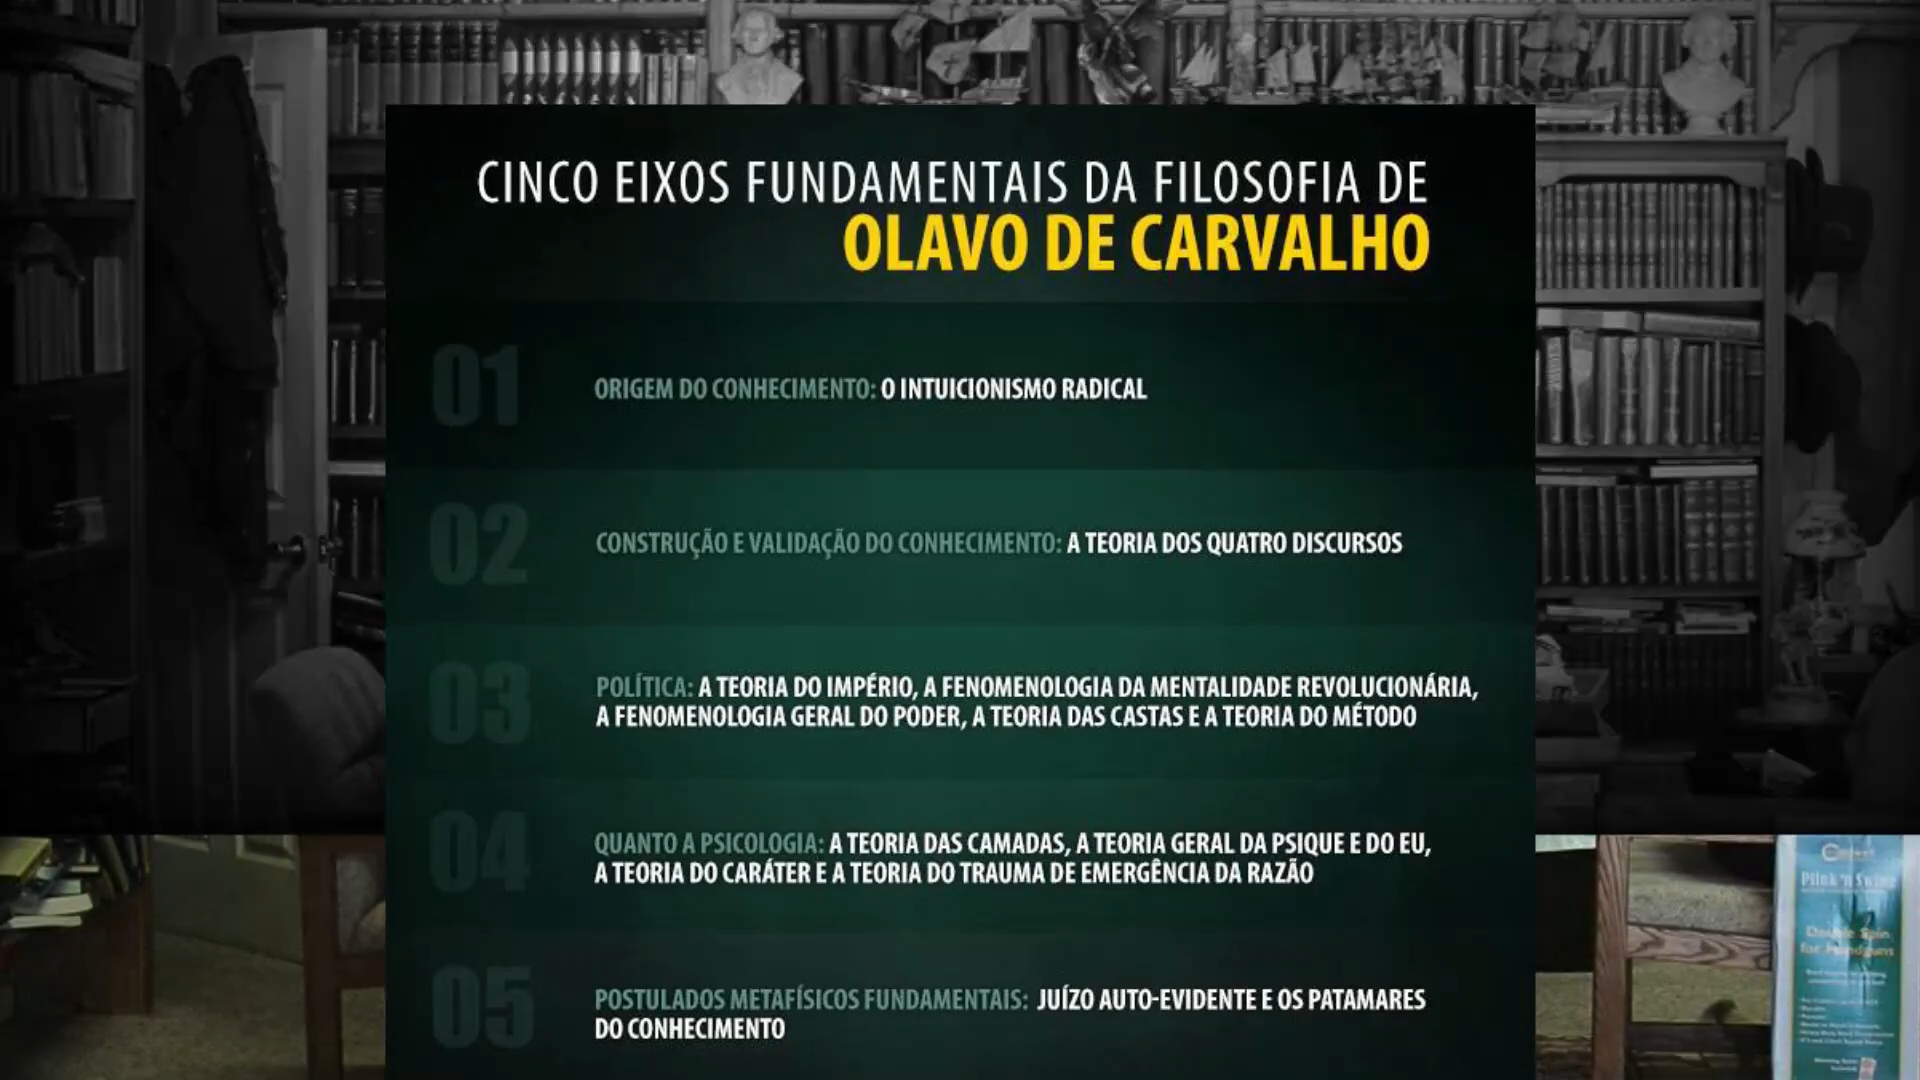 CINCO EIXOS FUNDAMENTAIS DA FILOSOFIA DE
OLAVO DE CARVALHO
01
ORIGEM DO CONHECIMENTO: O INTUICIONISMO RADICAL
02
CONSTRUÇÃO E VALIDAÇÃO DO CONHECIMENTO: A TEORIA DOS QUATRO DISCURSOS
03
POLÍTICA: A TEORIA DO IMPÉRIO, A FENOMENOLOGIA DA MENTALIDADE REVOLUCIONÁRIA,
A FENOMENOLOGIA GERAL DO PODER, A TEORIA DAS CASTAS E A TEORIA DO MÉTODO
04
QUANTO A PSICOLOGIA: A TEORIA DAS CAMADAS, A TEORIA GERAL DA PSIQUE E DO EU,
A TEORIA DO CARÁTER E A TEORIA DO TRAUMA DE EMERGÊNCIA DA RAZÃO
05
POSTULADOS METAFÍSICOS FUNDAMENTAIS: JUÍZO AUTO-EVIDENTE E OS PATAMARES
DO CONHECIMENTO
Double Spin
for Handguns